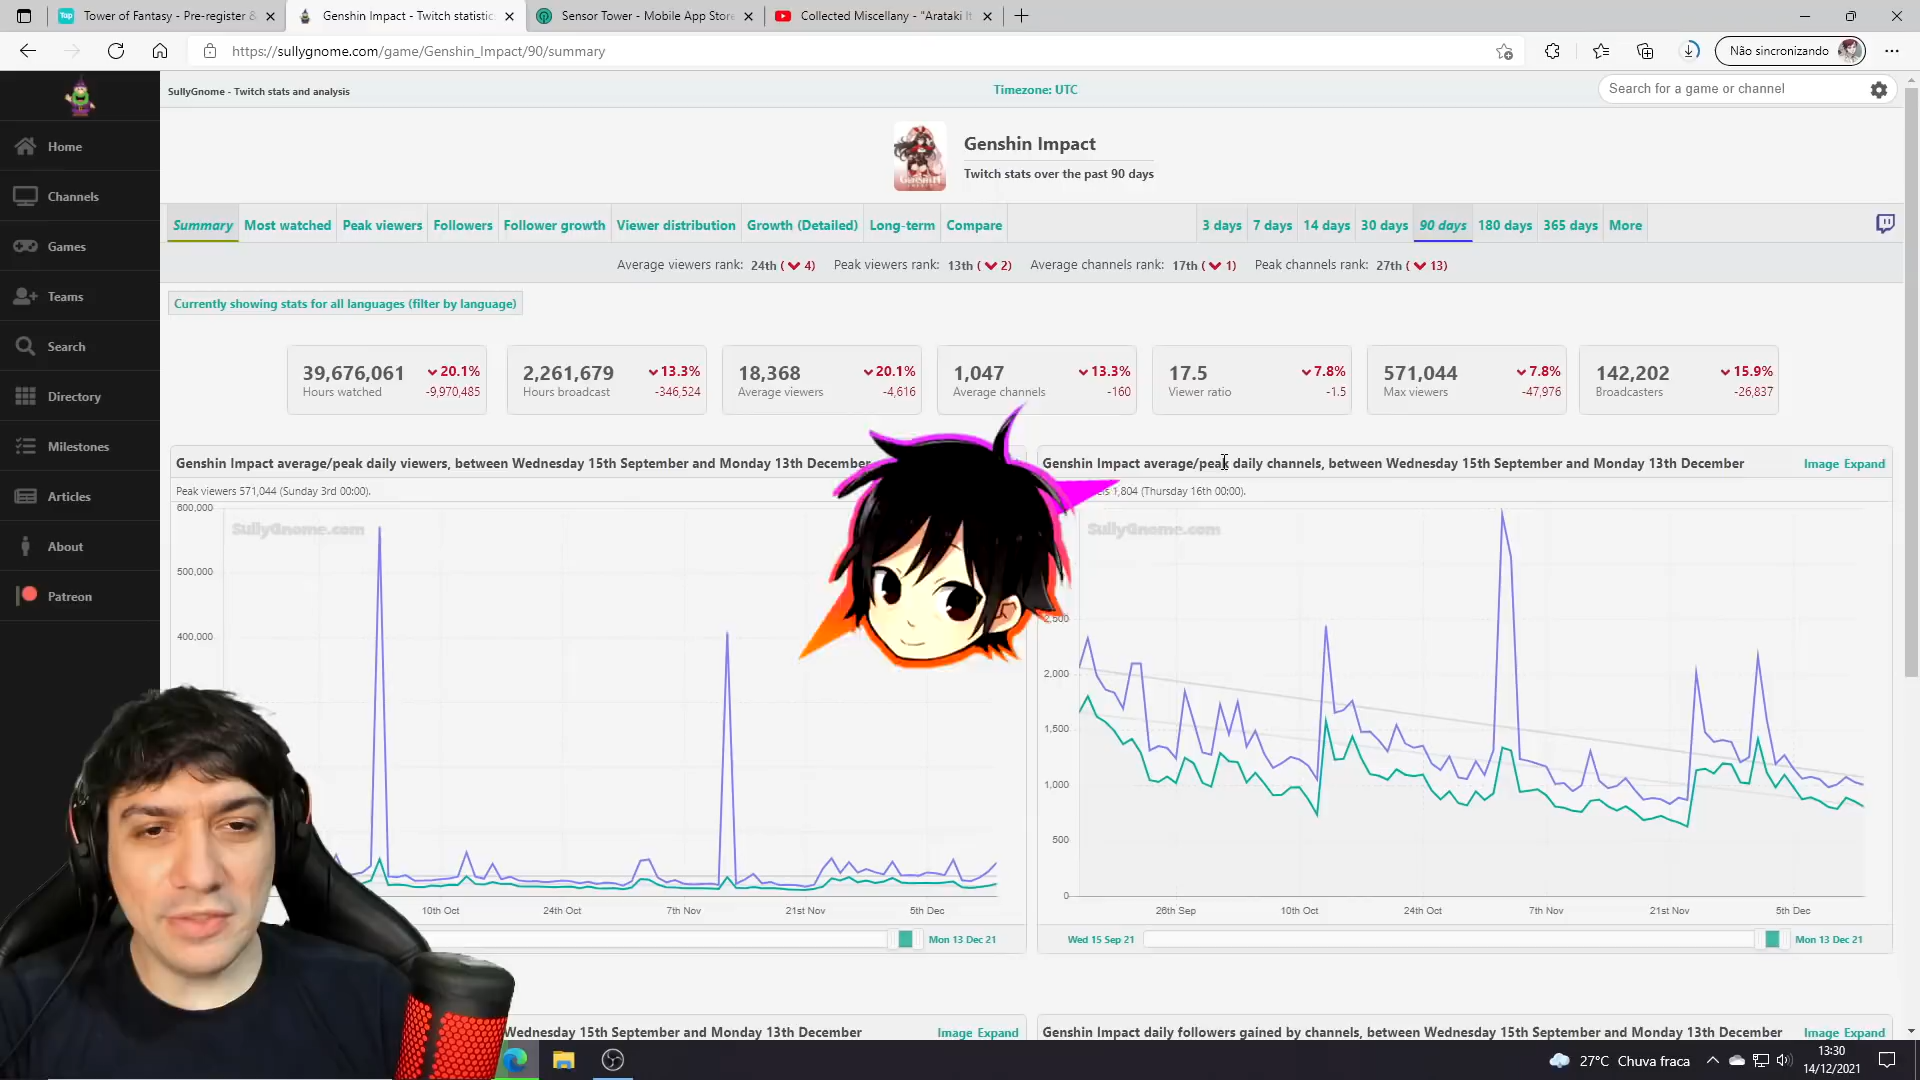 Tower of Fantasy - Pre-register &
Genshin Impact - Twitch statistic
Sensor Tower - Mobile App Store
Collected Miscellany - "Arataki It
https://sullygnome.com/game/Genshin_Impact/90/summary
Não sincronizando
SullyGnome - Twitch stats and analysis
Timezone: UTC
Search for a game or channel
Home
Channels
Games
Teams
Search
Directory
Milestones
Articles
About
Patreon
Genshin Impact
Twitch stats over the past 90 days
Summary Most watched Peak viewers Followers Follower growth Viewer distribution Growth (Detailed) Long-term Compare 3 days 7 days 14 days 30 days 90 days 180 days 365 days More
Average viewers rank: 24th ( 4) Peak viewers rank: 13th ( 2) Average channels rank: 17th ( 1) Peak channels rank: 27th ( 13)
Currently showing stats for all languages (filter by language)
39,676,061 20.1%
Hours watched -9,970,485
2,261,679 13.3%
Hours broadcast -346,524
18,368 20.1%
Average viewers -4,616
1,047 13.3%
Average channels -160
17.5 7.8%
Viewer ratio -1.5
571,044 7.8%
Max viewers -47,976
142,202 15.9%
Broadcasters -26,837
Genshin Impact average/peak daily viewers, between Wednesday 15th September and Monday 13th December
Peak viewers 571,044 (Sunday 3rd 00:00).
SullyGnome.com
600,000
500,000
400,000
10th Oct 24th Oct 7th Nov 21st Nov 5th Dec
Mon 13 Dec 21
Genshin Impact average/peak daily channels, between Wednesday 15th September and Monday 13th December
Image Expand
1,804 (Thursday 16th 00:00).
SullyGnome.com
2,500
2,000
1,500
1,000
500
0
26th Sep 10th Oct 24th Oct 7th Nov 21st Nov 5th Dec
Wed 15 Sep 21
Mon 13 Dec 21
Wednesday 15th September and Monday 13th December
Image Expand
Genshin Impact daily followers gained by channels, between Wednesday 15th September and Monday 13th December
Image Expand
27°C Chuva fraca
13:30
14/12/2021